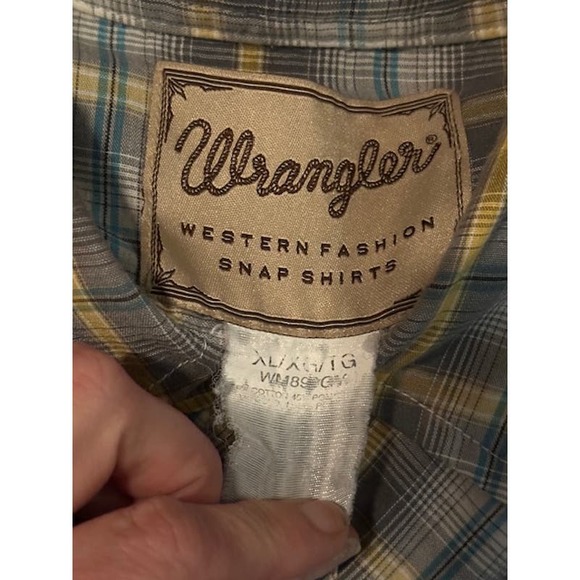 Wrangler®
WESTERN FASHION
SNAP SHIRTS
XL/XG/TG